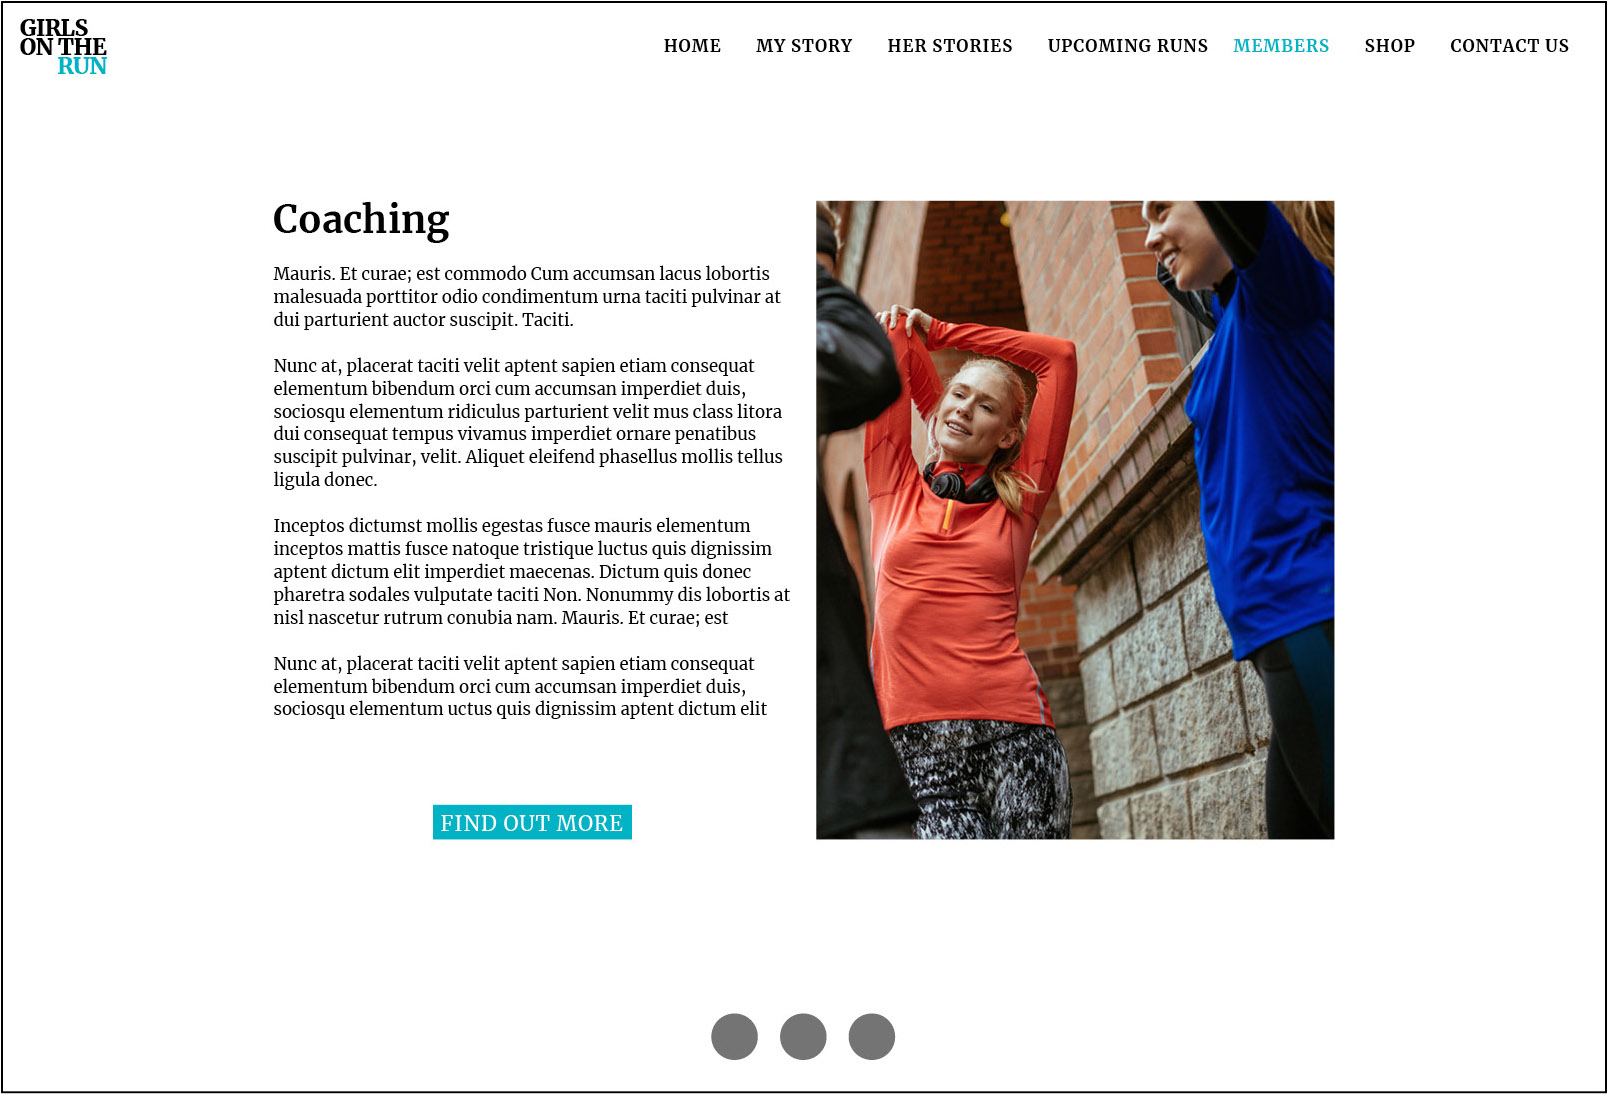 GIRLS
ON THE
RUN
HOME MY STORY HER STORIES UPCOMING RUNS MEMBERS SHOP CONTACT US
Coaching
Mauris. Et curae; est commodo Cum accumsan lacus lobortis
malesuada porttitor odio condimentum urna taciti pulvinar at
dui parturient auctor suscipit. Taciti.
Nunc at, placerat taciti velit aptent sapien etiam consequat
elementum bibendum orci cum accumsan imperdiet duis,
sociosqu elementum ridiculus parturient velit mus class litora
dui consequat tempus vivamus imperdiet ornare penatibus
suscipit pulvinar, velit. Aliquet eleifend phasellus mollis tellus
ligula donec.
Inceptos dictumst mollis egestas fusce mauris elementum
inceptos mattis fusce natoque tristique luctus quis dignissim
aptent dictum elit imperdiet maecenas. Dictum quis donec
pharetra sodales vulputate taciti Non. Nonummy dis lobortis at
nisl nascetur rutrum conubia nam. Mauris. Et curae; est
Nunc at, placerat taciti velit aptent sapien etiam consequat
elementum bibendum orci cum accumsan imperdiet duis,
sociosqu elementum uctus quis dignissim aptent dictum elit
FIND OUT MORE